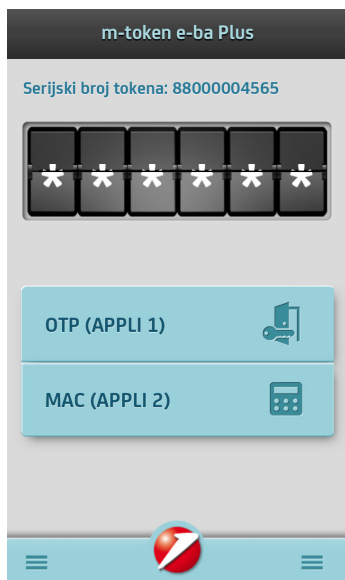 m-token e-ba Plus
Serijski broj tokena: 88000004565
* * * * * *
OTP (APPLI 1)
MAC (APPLI 2)